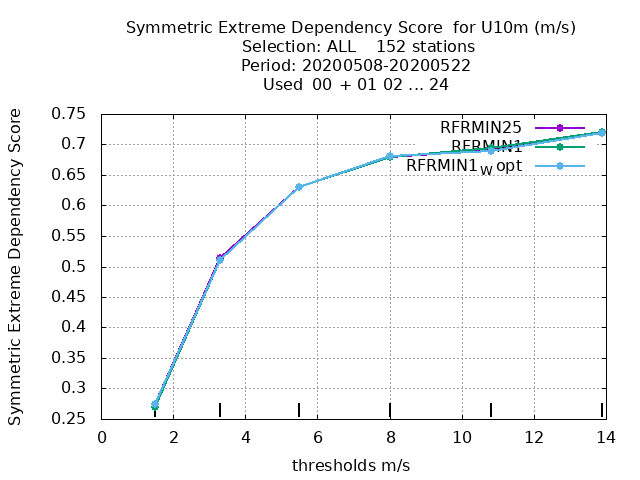 Symmetric Extreme Dependency Score for U10m (m/s)
Selection: ALL 152 stations
Period: 20200508-20200522
Used 00 + 01 02 ... 24
Symmetric Extreme Dependency Score
0.75
0.7
0.65
0.6
0.55
0.5
0.45
0.4
0.35
0.3
0.25
RFRMIN25
RFRMIN1
RFRMIN1W opt
0 2 4 6 8 10 12 14
thresholds m/s